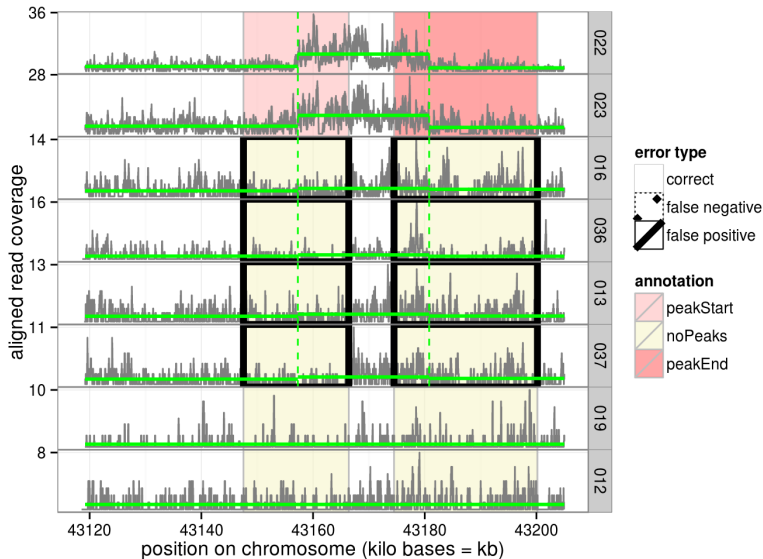 aligned read coverage
36
28
14
16
13
11
10
8
022
023
016
036
013
037
019
012
43120 43140 43160 43180 43200
position on chromosome (kilo bases = kb)
error type
correct
false negative
false positive
annotation
peakStart
noPeaks
peakEnd